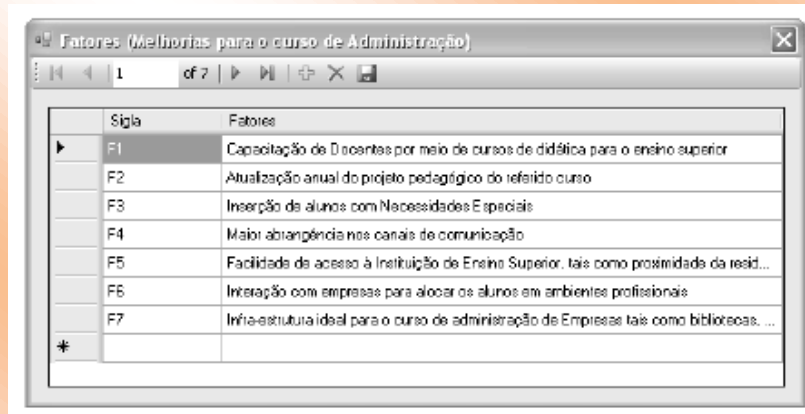 Fatores (Melhorias para o curso de Administração)
1 of 7
Sigla Fatores
F1 Capacitação de Docentes por meio de cursos de didática para o ensino superior
F2 Atualização anual do projeto pedagógico do referido curso
F3 Inserção de alunos com Necessidades Especiais
F4 Maior abrangência nos canais de comunicação
F5 Facilidade de acesso à Instituição de Ensino Superior, tais como proximidade da resid...
F6 Interação com empresas para alocar os alunos em ambientes profissionais
F7 Infra-estrutura ideal para o curso de administração de Empresas tais como bibliotecas, ...